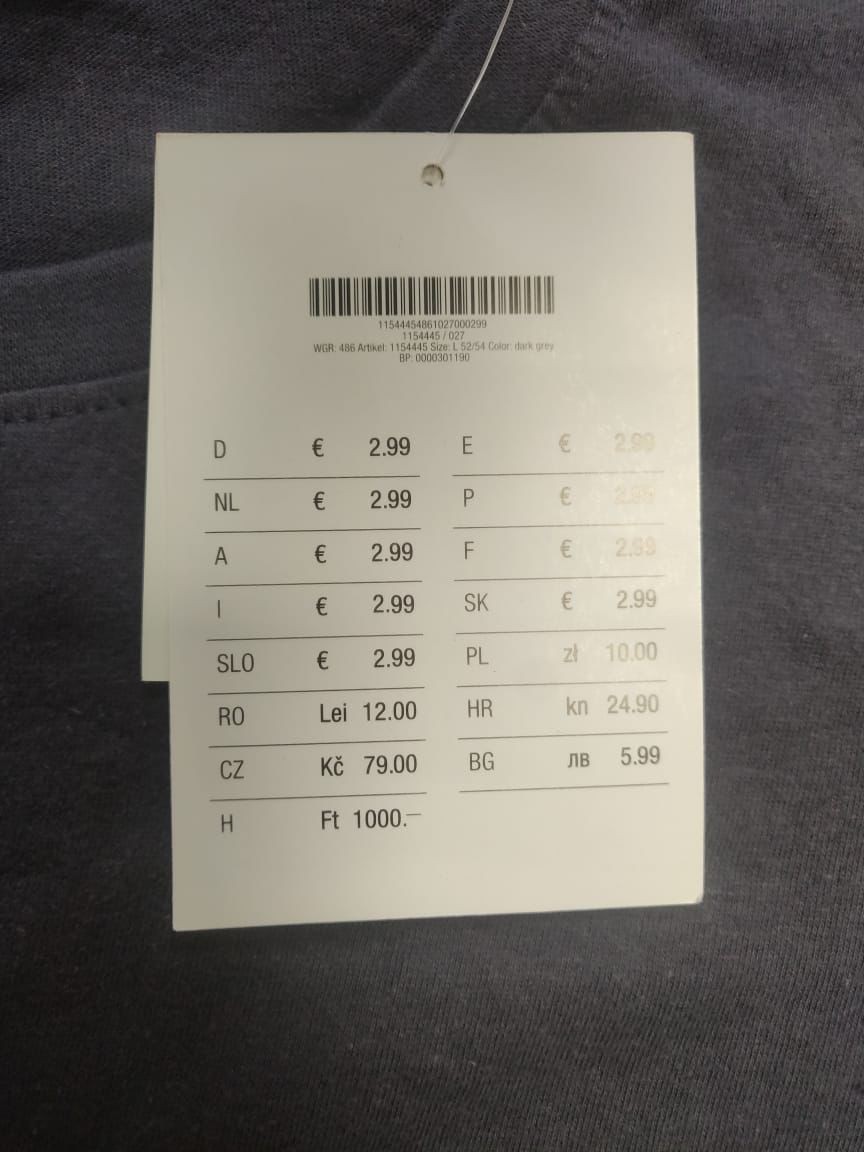 11544454861027000299
1154445 / 027
WGR: 486 Artikel: 1154445 Size: L 52/54 Color: dark grey
BP: 0000301190
D € 2.99
NL € 2.99
A € 2.99
I € 2.99
SLO € 2.99
RO Lei 12.00
CZ Kč 79.00
H Ft 1000.—
E € 2.99
P € 2.99
F € 2.99
SK € 2.99
PL zł 10.00
HR kn 24.90
BG лв 5.99